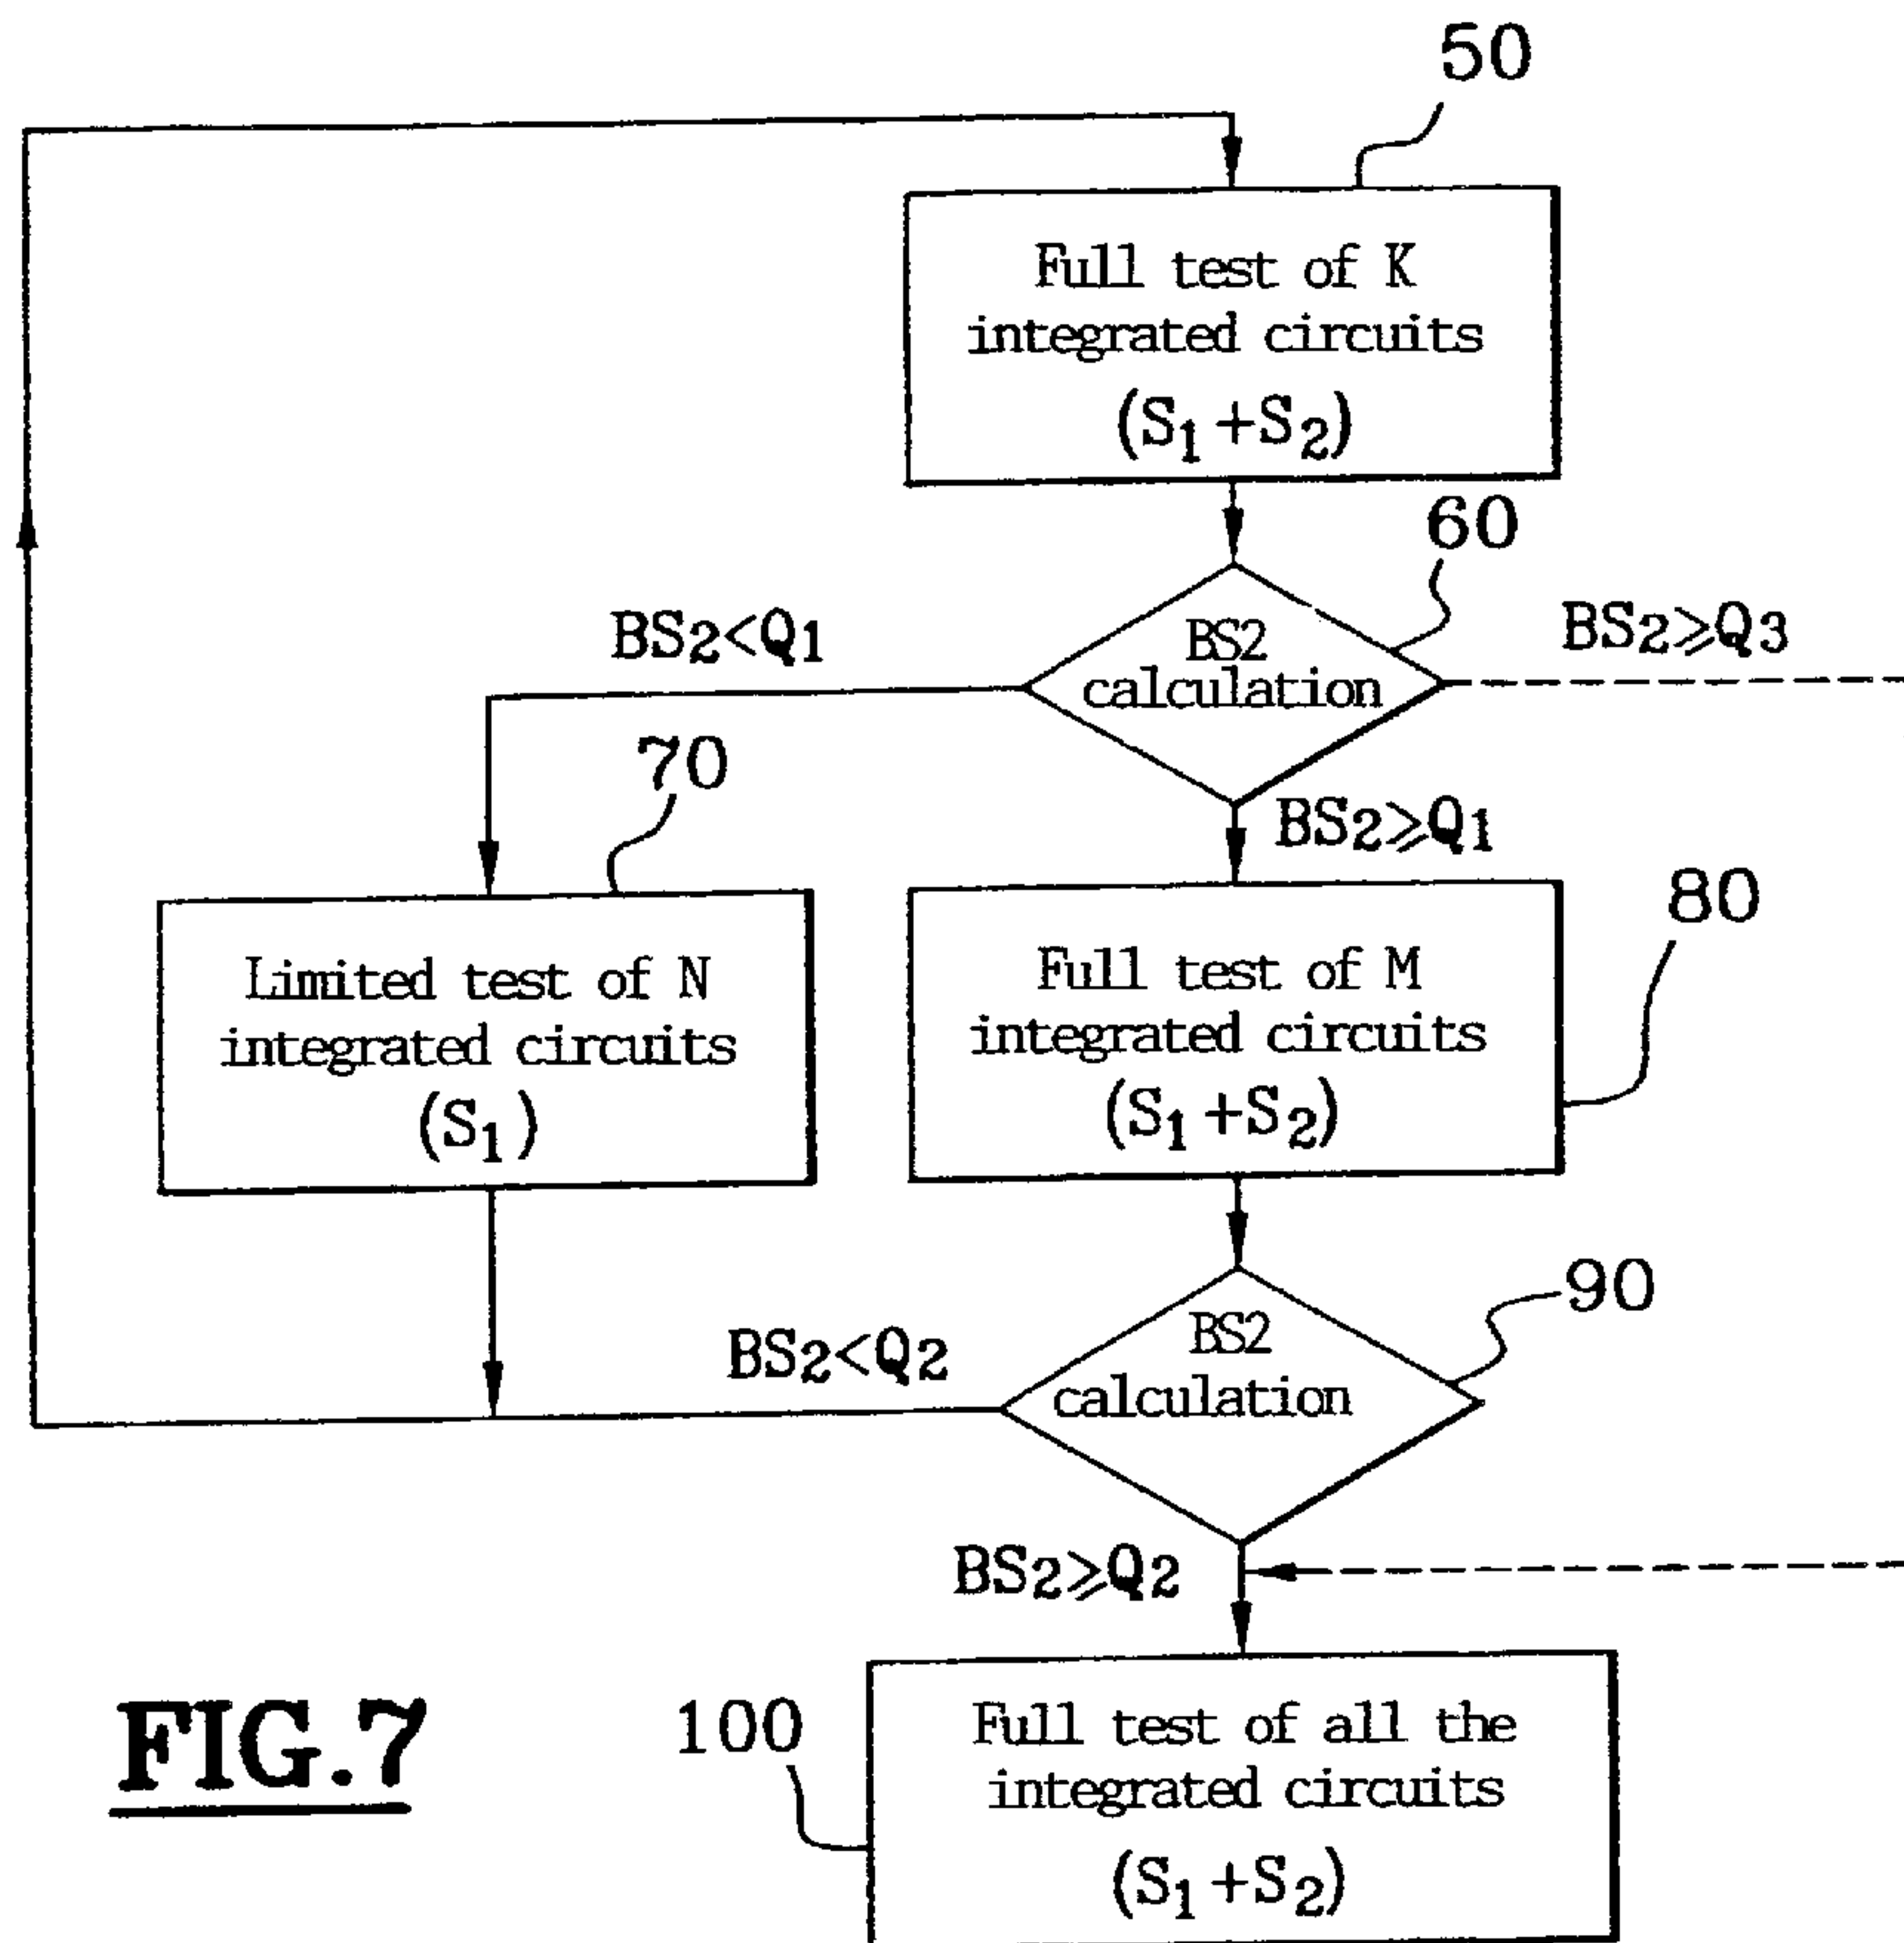 50
Full test of K
integrated circuits
(S1+S2)
60
BS2<Q1
BS2
calculation
BS2⩾Q3
70
BS2⩾Q1
80
Limited test of N
integrated circuits
(S1)
Full test of M
integrated circuits
(S1+S2)
90
BS2<Q2
BS2
calculation
BS2⩾Q2
FIG.7
100
Full test of all the
integrated circuits
(S1+S2)